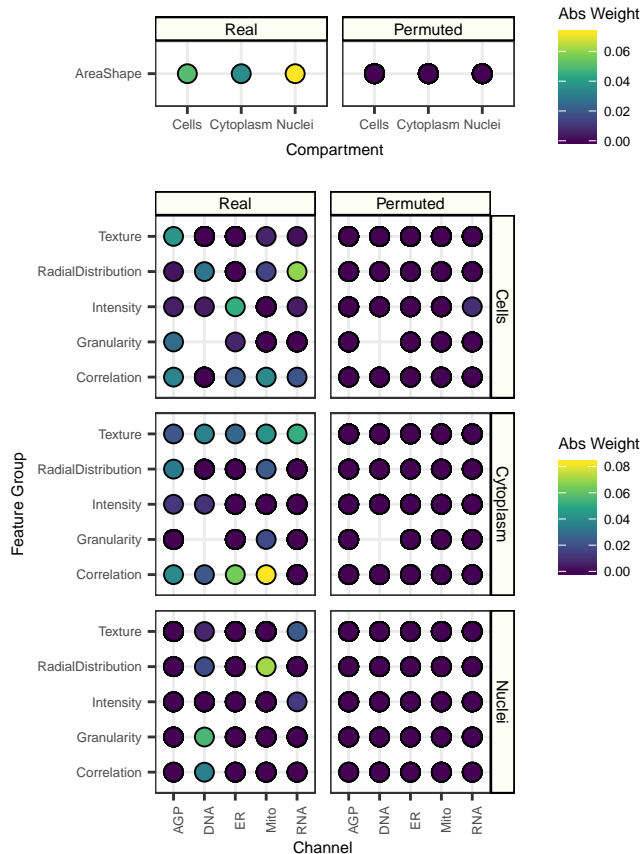 Abs Weight
Real Permuted
0.06
0.04
0.02
0.00
AreaShape
Cells Cytoplasm Nuclei Cells Cytoplasm Nuclei
Compartment
Real Permuted
Texture
RadialDistribution
Intensity
Granularity
Correlation
Cells
Texture
RadialDistribution
Intensity
Granularity
Correlation
Cytoplasm
Abs Weight
0.08
0.06
0.04
0.02
0.00
Feature Group
Texture
RadialDistribution
Intensity
Granularity
Correlation
Nuclei
AGP DNA ER Mito RNA AGP DNA ER Mito RNA
Channel